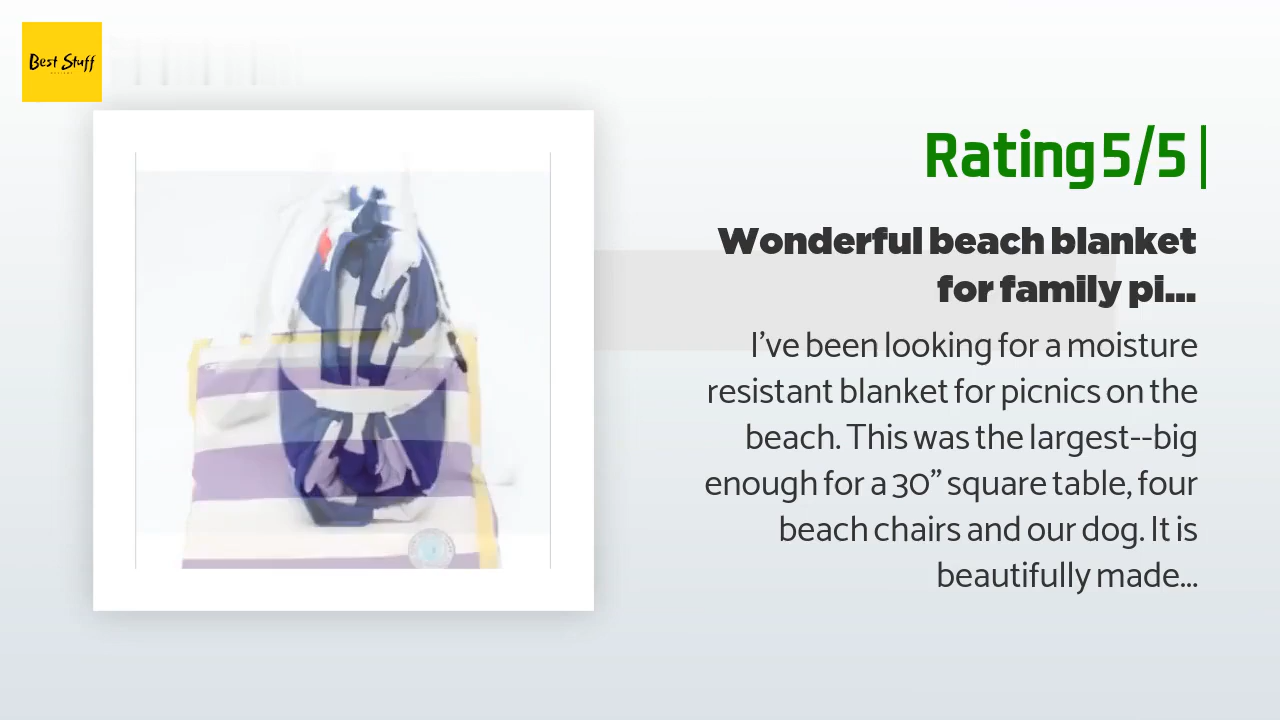 Best Stuff
Rating 5/5
Wonderful beach blanket
for family pi...
I’ve been looking for a moisture
resistant blanket for picnics on the
beach. This was the largest--big
enough for a 30” square table, four
beach chairs and our dog. It is
beautifully made...